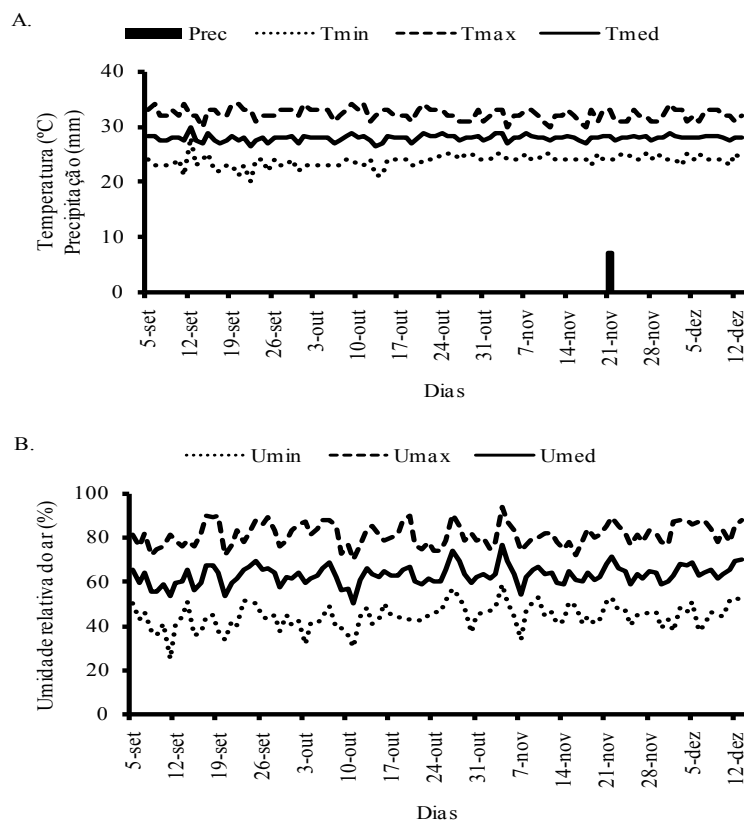 A.
Prec Tmin Tmax Tmed
40
30
20
10
0
Temperatura (ºC)
Precipitação (mm)
5-set 12-set 19-set 26-set 3-out 10-out 17-out 24-out 31-out 7-nov 14-nov 21-nov 28-nov 5-dez 12-dez
Dias
B.
Umin Umax Umed
100
80
60
40
20
0
Umidade relativa do ar (%)
5-set 12-set 19-set 26-set 3-out 10-out 17-out 24-out 31-out 7-nov 14-nov 21-nov 28-nov 5-dez 12-dez
Dias